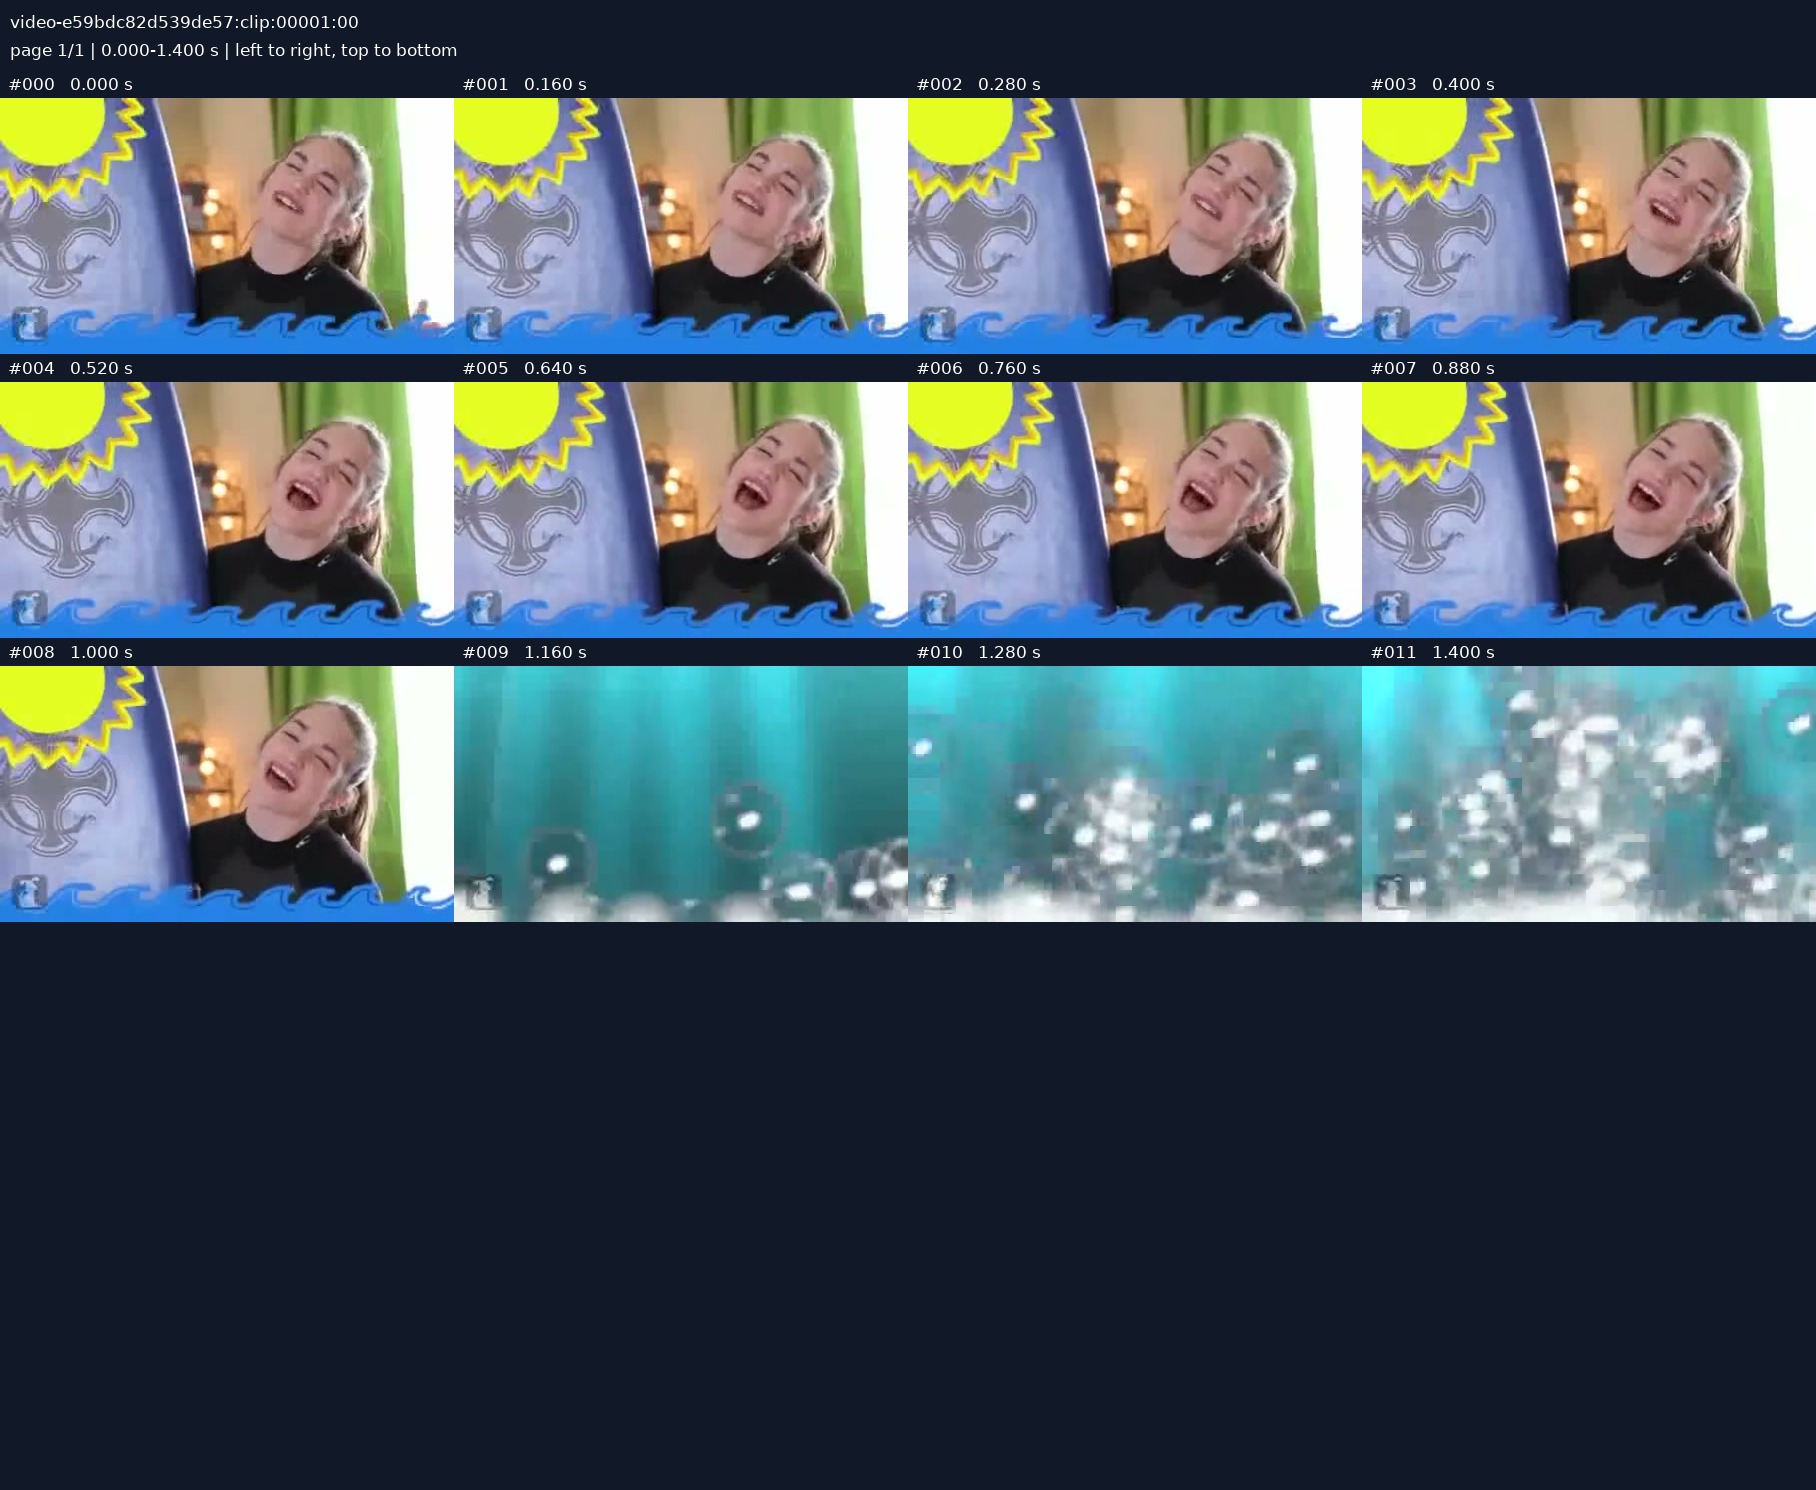 video-e59bdc82d539de57:clip:00001:00
page 1/1 | 0.000-1.400 s | left to right, top to bottom
#000 0.000 s
#001 0.160 s
#002 0.280 s
#003 0.400 s
#004 0.520 s
#005 0.640 s
#006 0.760 s
#007 0.880 s
#008 1.000 s
#009 1.160 s
#010 1.280 s
#011 1.400 s